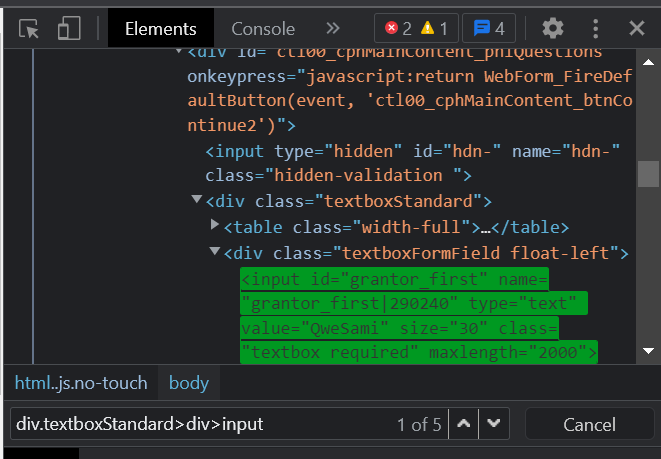 Elements
Console
2
1
4
<div id="ctl00_cphMainContent_pnlQuestions"
onkeypress="javascript:return WebForm_FireDef
aultButton(event, 'ctl00_cphMainContent_btnCo
ntinue2')">
<input type="hidden" id="hdn-" name="hdn-"
class="hidden-validation ">
<div class="textboxStandard">
<table class="width-full">…</table>
<div class="textboxFormField float-left">
<input id="grantor_first" name=
"grantor_first|290240" type="text"
value="QweSami" size="30" class=
"textbox required" maxlength="2000">
html..js.no-touch
body
div.textboxStandard>div>input
1 of 5
Cancel